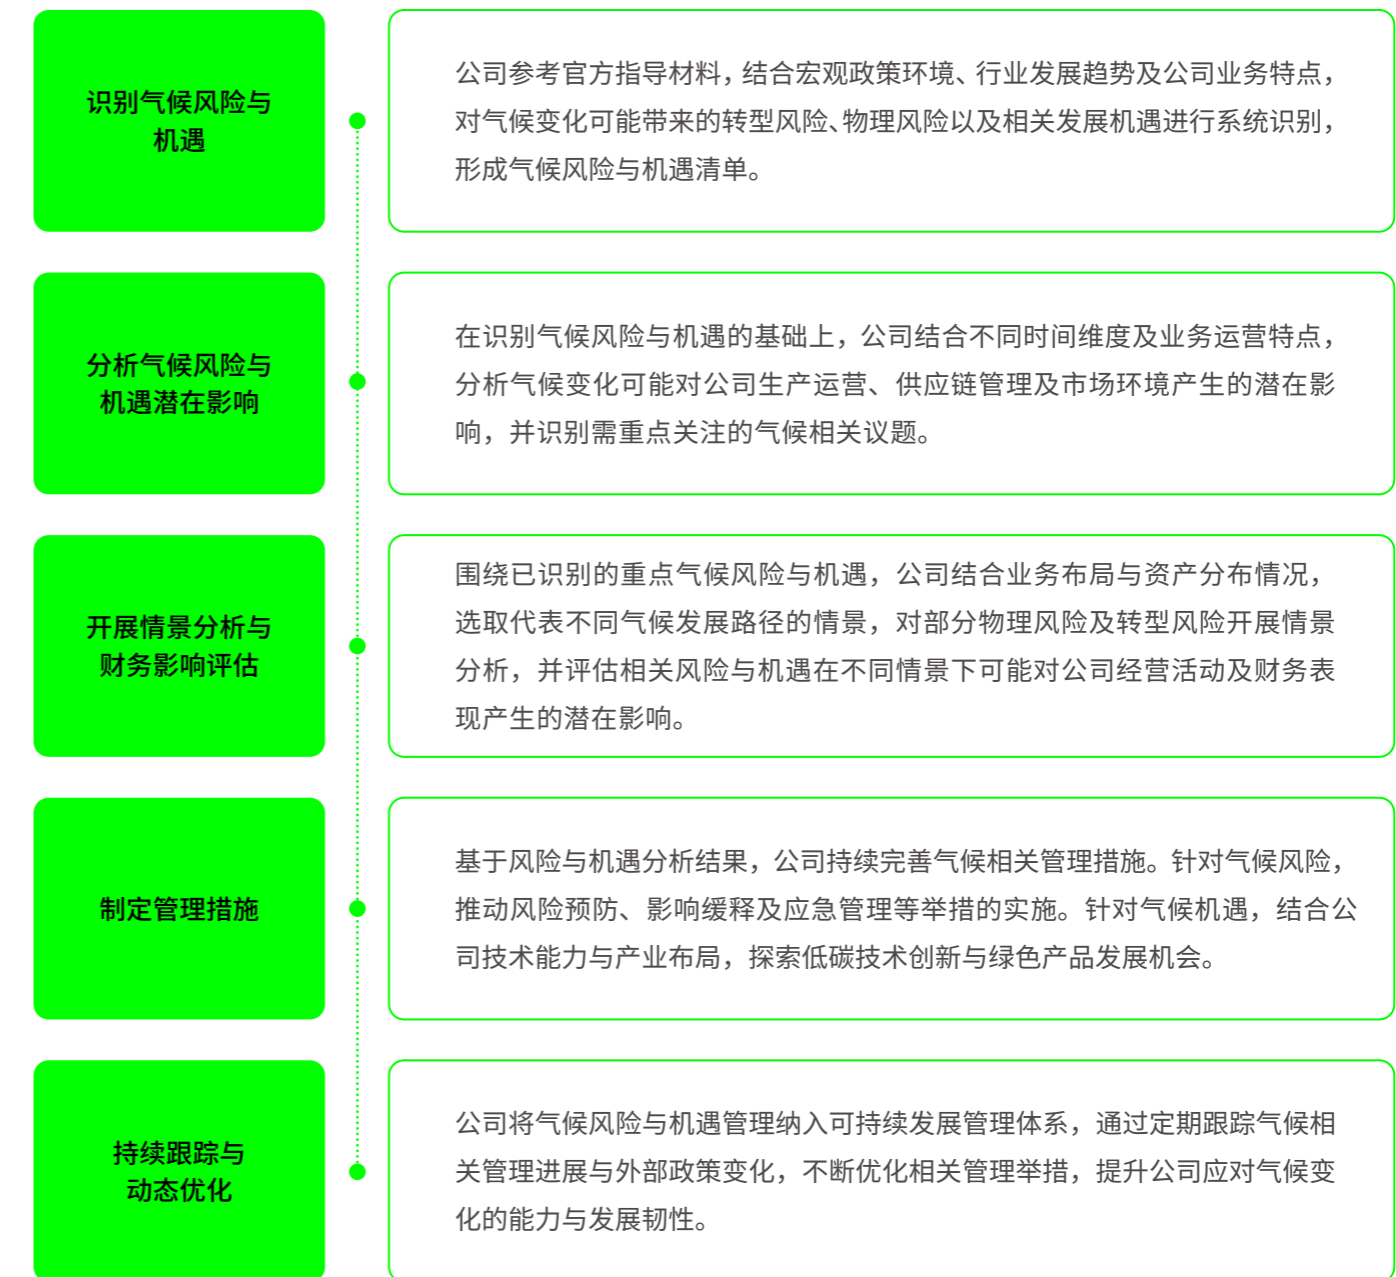 识别气候风险与
机遇
公司参考官方指导材料，结合宏观政策环境、行业发展趋势及公司业务特点，
对气候变化可能带来的转型风险、物理风险以及相关发展机遇进行系统识别，
形成气候风险与机遇清单。
分析气候风险与
机遇潜在影响
在识别气候风险与机遇的基础上，公司结合不同时间维度及业务运营特点，
分析气候变化可能对公司生产运营、供应链管理及市场环境产生的潜在影
响，并识别需重点关注的气候相关议题。
开展情景分析与
财务影响评估
围绕已识别的重点气候风险与机遇，公司结合业务布局与资产分布情况，
选取代表不同气候发展路径的情景，对部分物理风险及转型风险开展情景
分析，并评估相关风险与机遇在不同情景下可能对公司经营活动及财务表
现产生的潜在影响。
制定管理措施
基于风险与机遇分析结果，公司持续完善气候相关管理措施。针对气候风险，
推动风险预防、影响缓释及应急管理等举措的实施。针对气候机遇，结合公
司技术能力与产业布局，探索低碳技术创新与绿色产品发展机会。
持续跟踪与
动态优化
公司将气候风险与机遇管理纳入可持续发展管理体系，通过定期跟踪气候相
关管理进展与外部政策变化，不断优化相关管理举措，提升公司应对气候变
化的能力与发展韧性。